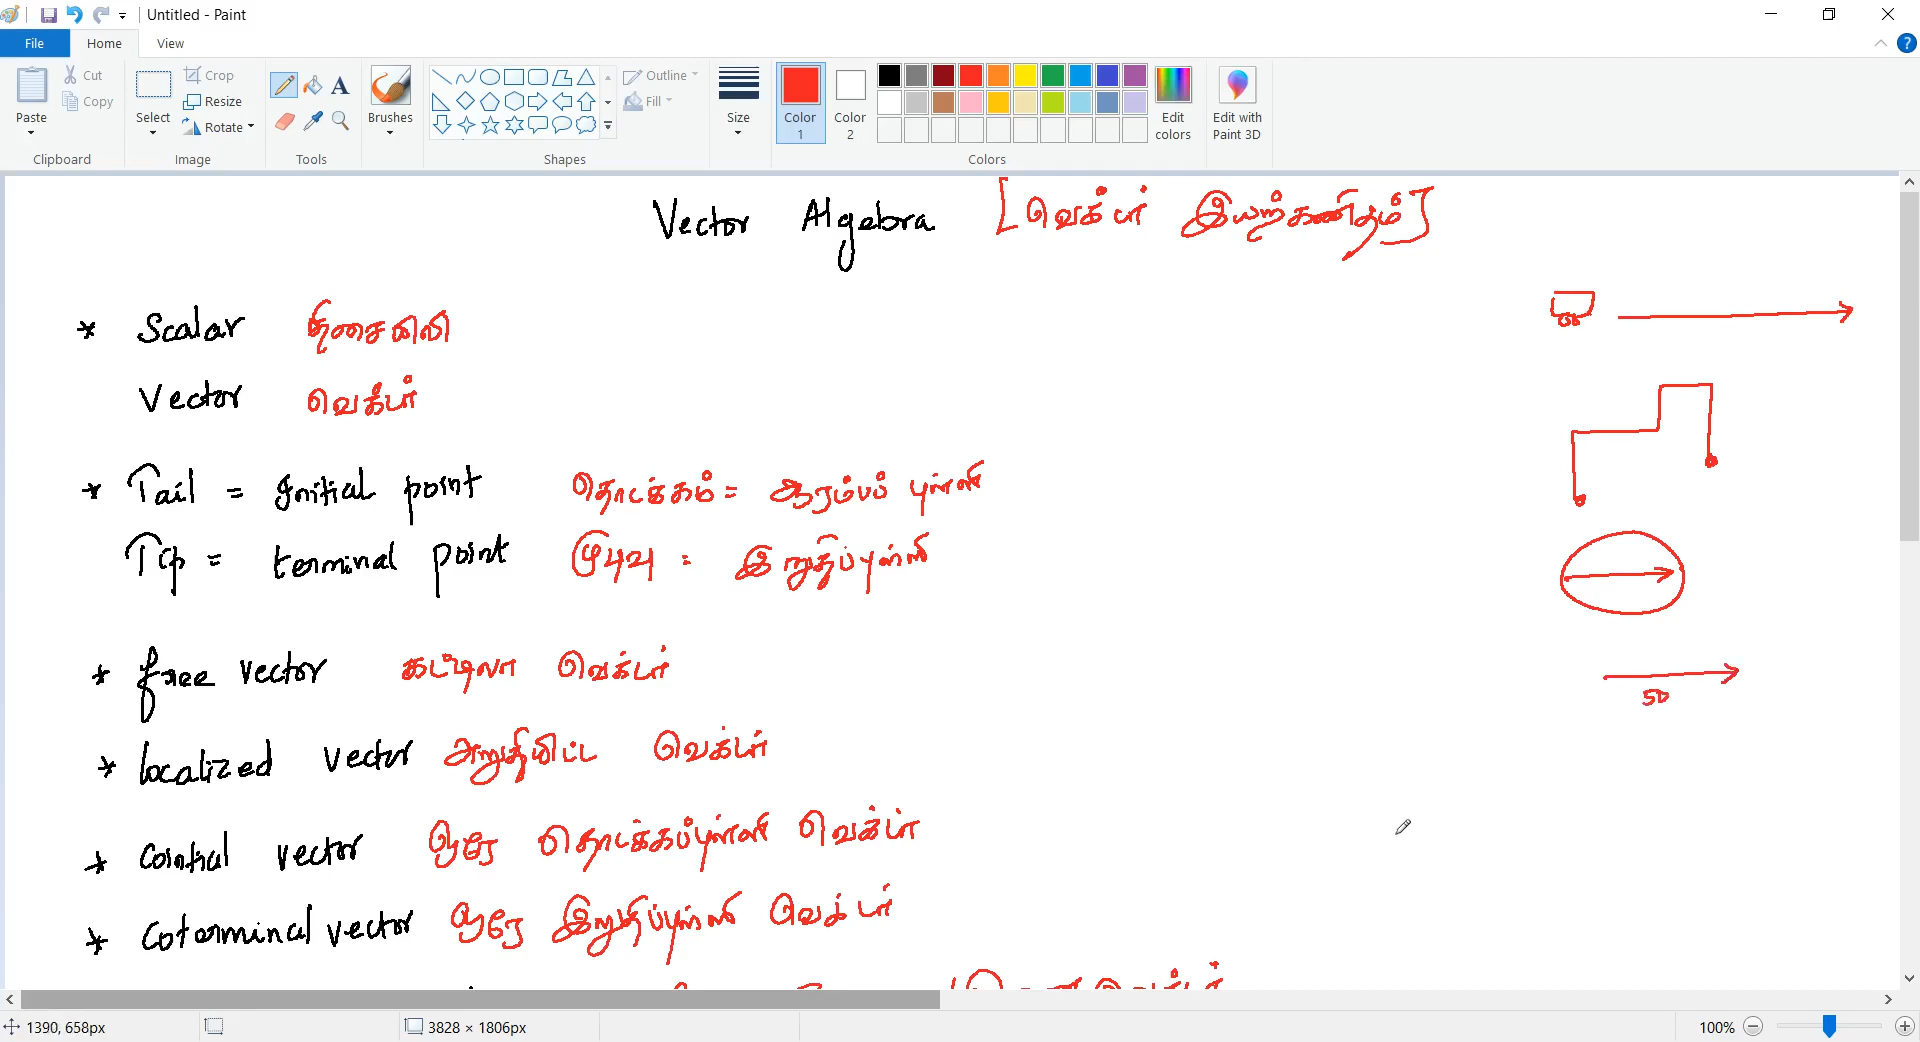 Untitled - Paint
File Home View
Paste Cut Copy Clipboard
Select Crop Resize Rotate Image
Tools
Brushes
Outline Fill Shapes
Size
Color 1 Color 2 Edit colors Colors
Edit with Paint 3D
Vector Algebra [வெக்டர் இயற்கணிதம்]
* Scalar திசையிலி
Vector வெக்டர்
* Tail = Initial point தொடக்கம் = ஆரம்பப் புள்ளி
Tip = terminal point முடிவு = இறுதிப்புள்ளி
* free vector கட்டிலா வெக்டர்
50
* localized vector அறுதியிட்ட வெக்டர்
* Cointial vector ஒரே தொடக்கப்புள்ளி வெக்டர்
* Coterminal vector ஒரே இறுதிப்புள்ளி வெக்டர்
1390, 658px 3828 × 1806px 100%